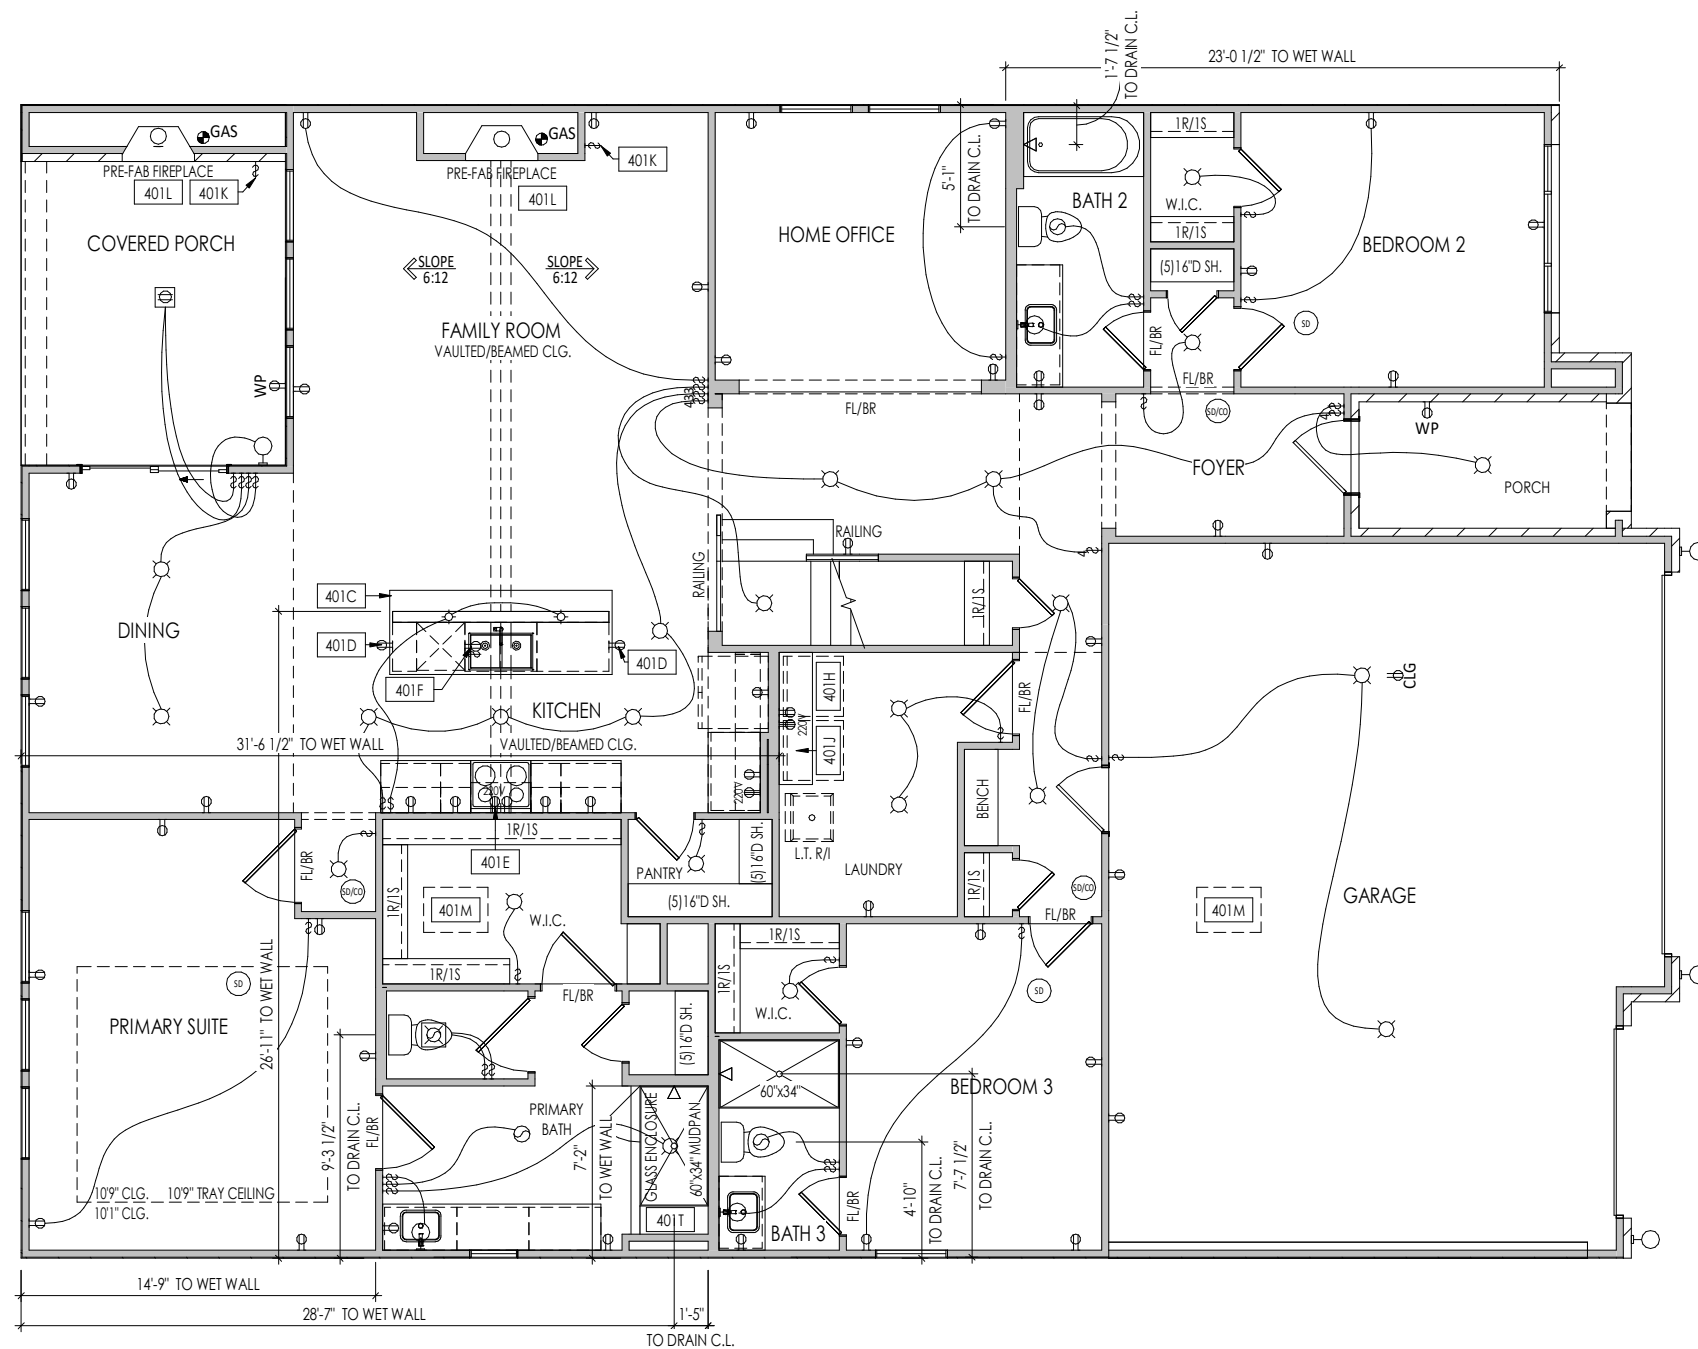 1'-7 1/2"
TO DRAIN C.L.
23'-0 1/2" TO WET WALL
GAS
GAS
PRE-FAB FIREPLACE
401L
401K
PRE-FAB FIREPLACE
401L
401K
5'-1"
TO DRAIN C.L.
1R/1S
W.I.C.
1R/1S
(5)16"D SH.
BATH 2
COVERED PORCH
HOME OFFICE
BEDROOM 2
SLOPE
6:12
SLOPE
6:12
FAMILY ROOM
VAULTED/BEAMED CLG.
SD
FL/BR
FL/BR
WP
433
FL/BR
SD/CO
4
WP
FOYER
PORCH
RAILING
RAILING
4
401C
1R/1S
DINING
401D
401D
401F
KITCHEN
401H
220V
401J
FL/BR
CLG
31'-6 1/2" TO WET WALL
VAULTED/BEAMED CLG.
220V
220V
BENCH
L.T. R/I
1R/1S
401E
PANTRY
(5)16"D SH.
(5)16"D SH.
LAUNDRY
1R/1S
SD/CO
FL/BR
FL/BR
SD/CO
1R/1S
401M
W.I.C.
1R/1S
401M
GARAGE
1R/1S
1R/1S
W.I.C.
SD
SD
FL/BR
PRIMARY SUITE
26'-11" TO WET WALL
(5)16"D SH.
60"x34"
BEDROOM 3
PRIMARY
BATH
9'-3 1/2"
TO DRAIN C.L.
FL/BR
7'-2"
TO WET WALL
GLASS ENCLOSURE
60"x34" MUDPAN
401T
7'-7 1/2"
TO DRAIN C.L.
4'-10"
TO DRAIN C.L.
FL/BR
BATH 3
10'9" CLG.
10'9" TRAY CEILING
10'1" CLG.
14'-9" TO WET WALL
28'-7" TO WET WALL
1'-5"
TO DRAIN C.L.